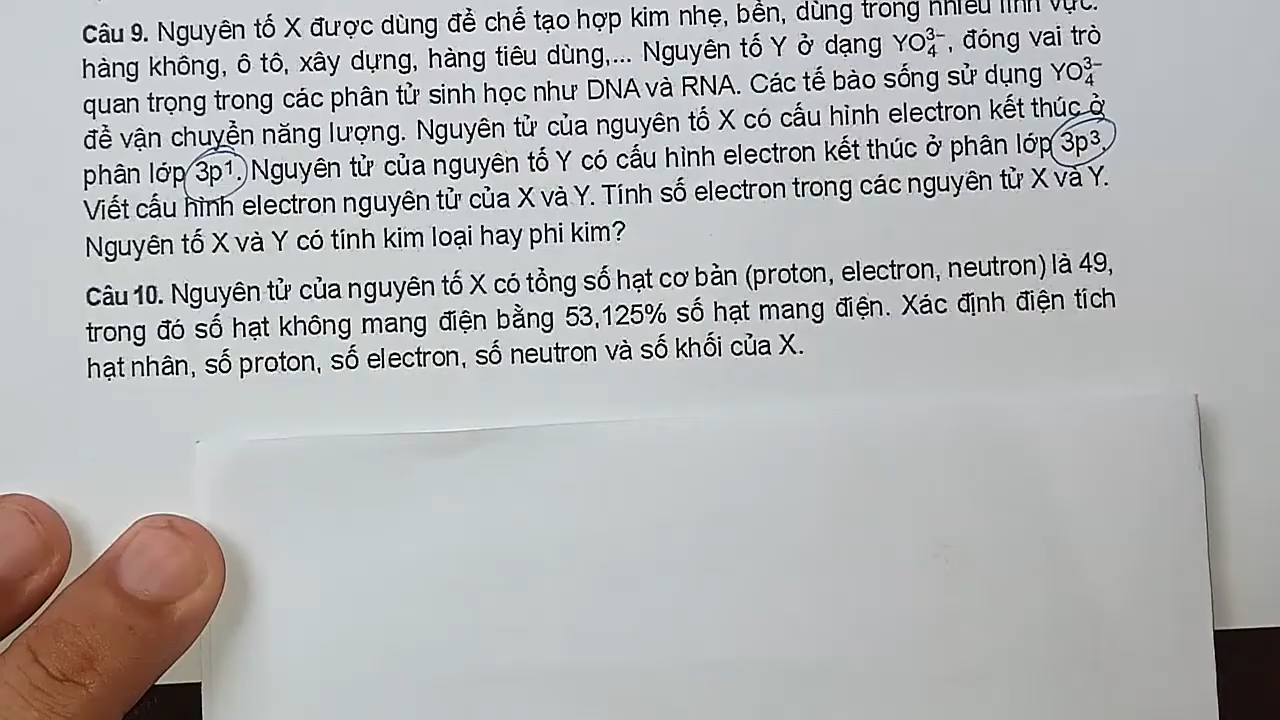 Câu 9. Nguyên tố X được dùng để chế tạo hợp kim nhẹ, bền, dùng trong nhiều lĩnh vực:
hàng không, ô tô, xây dựng, hàng tiêu dùng,... Nguyên tố Y ở dạng YO₄³⁻, đóng vai trò
quan trọng trong các phân tử sinh học như DNA và RNA. Các tế bào sống sử dụng YO₄³⁻
để vận chuyển năng lượng. Nguyên tử của nguyên tố X có cấu hình electron kết thúc ở
phân lớp 3p¹. Nguyên tử của nguyên tố Y có cấu hình electron kết thúc ở phân lớp 3p³.
Viết cấu hình electron nguyên tử của X và Y. Tính số electron trong các nguyên tử X và Y.
Nguyên tố X và Y có tính kim loại hay phi kim?
Câu 10. Nguyên tử của nguyên tố X có tổng số hạt cơ bản (proton, electron, neutron) là 49,
trong đó số hạt không mang điện bằng 53,125% số hạt mang điện. Xác định điện tích
hạt nhân, số proton, số electron, số neutron và số khối của X.